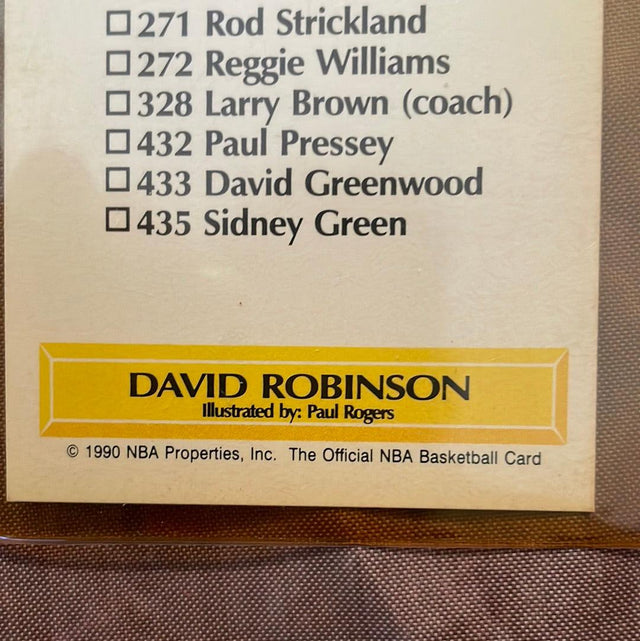 ☐ 271 Rod Strickland
☐ 272 Reggie Williams
☐ 328 Larry Brown (coach)
☐ 432 Paul Pressey
☐ 433 David Greenwood
☐ 435 Sidney Green
DAVID ROBINSON
Illustrated by: Paul Rogers
© 1990 NBA Properties, Inc. The Official NBA Basketball Card